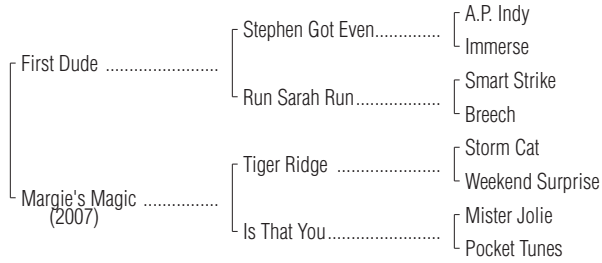 A.P. Indy
Stephen Got Even..............
Immerse
First Dude ........................
Smart Strike
Run Sarah Run..................
Breech
Storm Cat
Tiger Ridge ......................
Weekend Surprise
Margie's Magic ................
(2007)
Mister Jolie
Is That You........................
Pocket Tunes